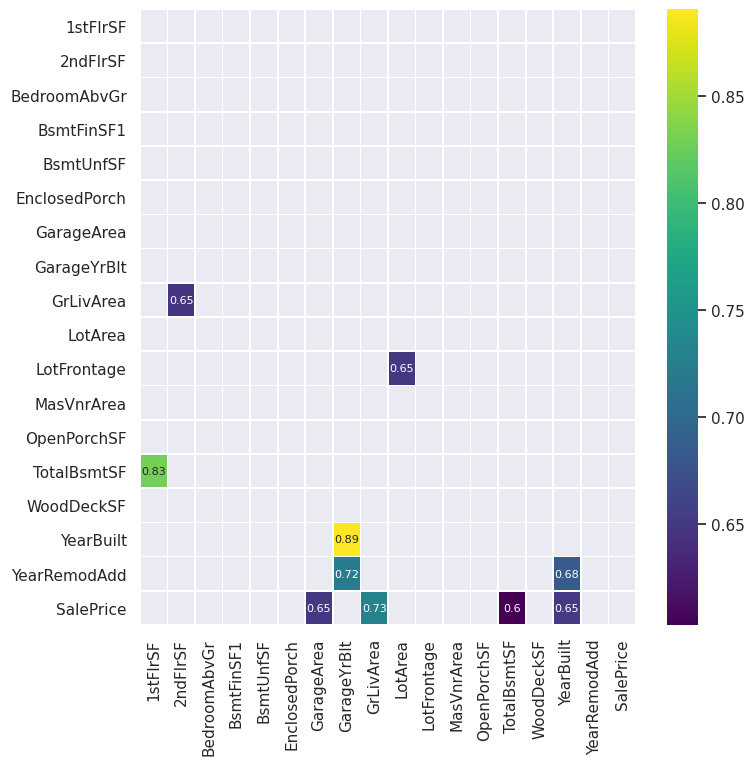 1stFlrSF
2ndFlrSF
BedroomAbvGr
BsmtFinSF1
BsmtUnfSF
EnclosedPorch
GarageArea
GarageYrBlt
GrLivArea 0.65
LotArea
LotFrontage 0.65
MasVnrArea
OpenPorchSF
TotalBsmtSF 0.83
WoodDeckSF
YearBuilt 0.89
YearRemodAdd 0.72 0.68
SalePrice 0.65 0.73 0.6 0.65
1stFlrSF
2ndFlrSF
BedroomAbvGr
BsmtFinSF1
BsmtUnfSF
EnclosedPorch
GarageArea
GarageYrBlt
GrLivArea
LotArea
LotFrontage
MasVnrArea
OpenPorchSF
TotalBsmtSF
WoodDeckSF
YearBuilt
YearRemodAdd
SalePrice
0.85
0.80
0.75
0.70
0.65